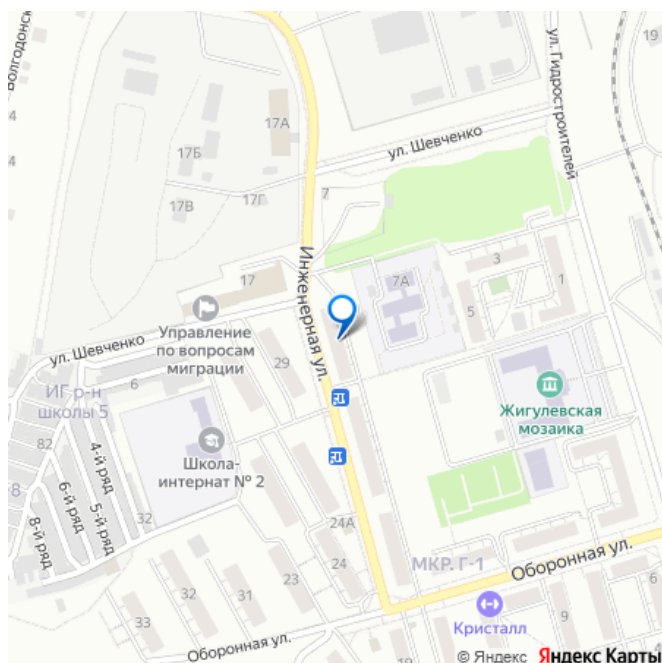 Волгодонск
19
ул. Гидростроителей
17А
ул. Шевченко
17Б
7
17В
17Г
Инженерная ул.
3
7А
1
17
5
Управление
по вопросам
миграции
ул. Шевченко
29
6
ИГ р-н
школы 5
Жигулевская
мозаика
82
4-й ряд
8
6-й ряд
5-й ряд
8-й ряд
Школа-
интернат № 2
32
24А
24
МКР. Г-1
Оборонная ул.
23
31
32
33
Оборонная ул.
Кристалл
9
6
19
© Яндекс Яндекс Карты